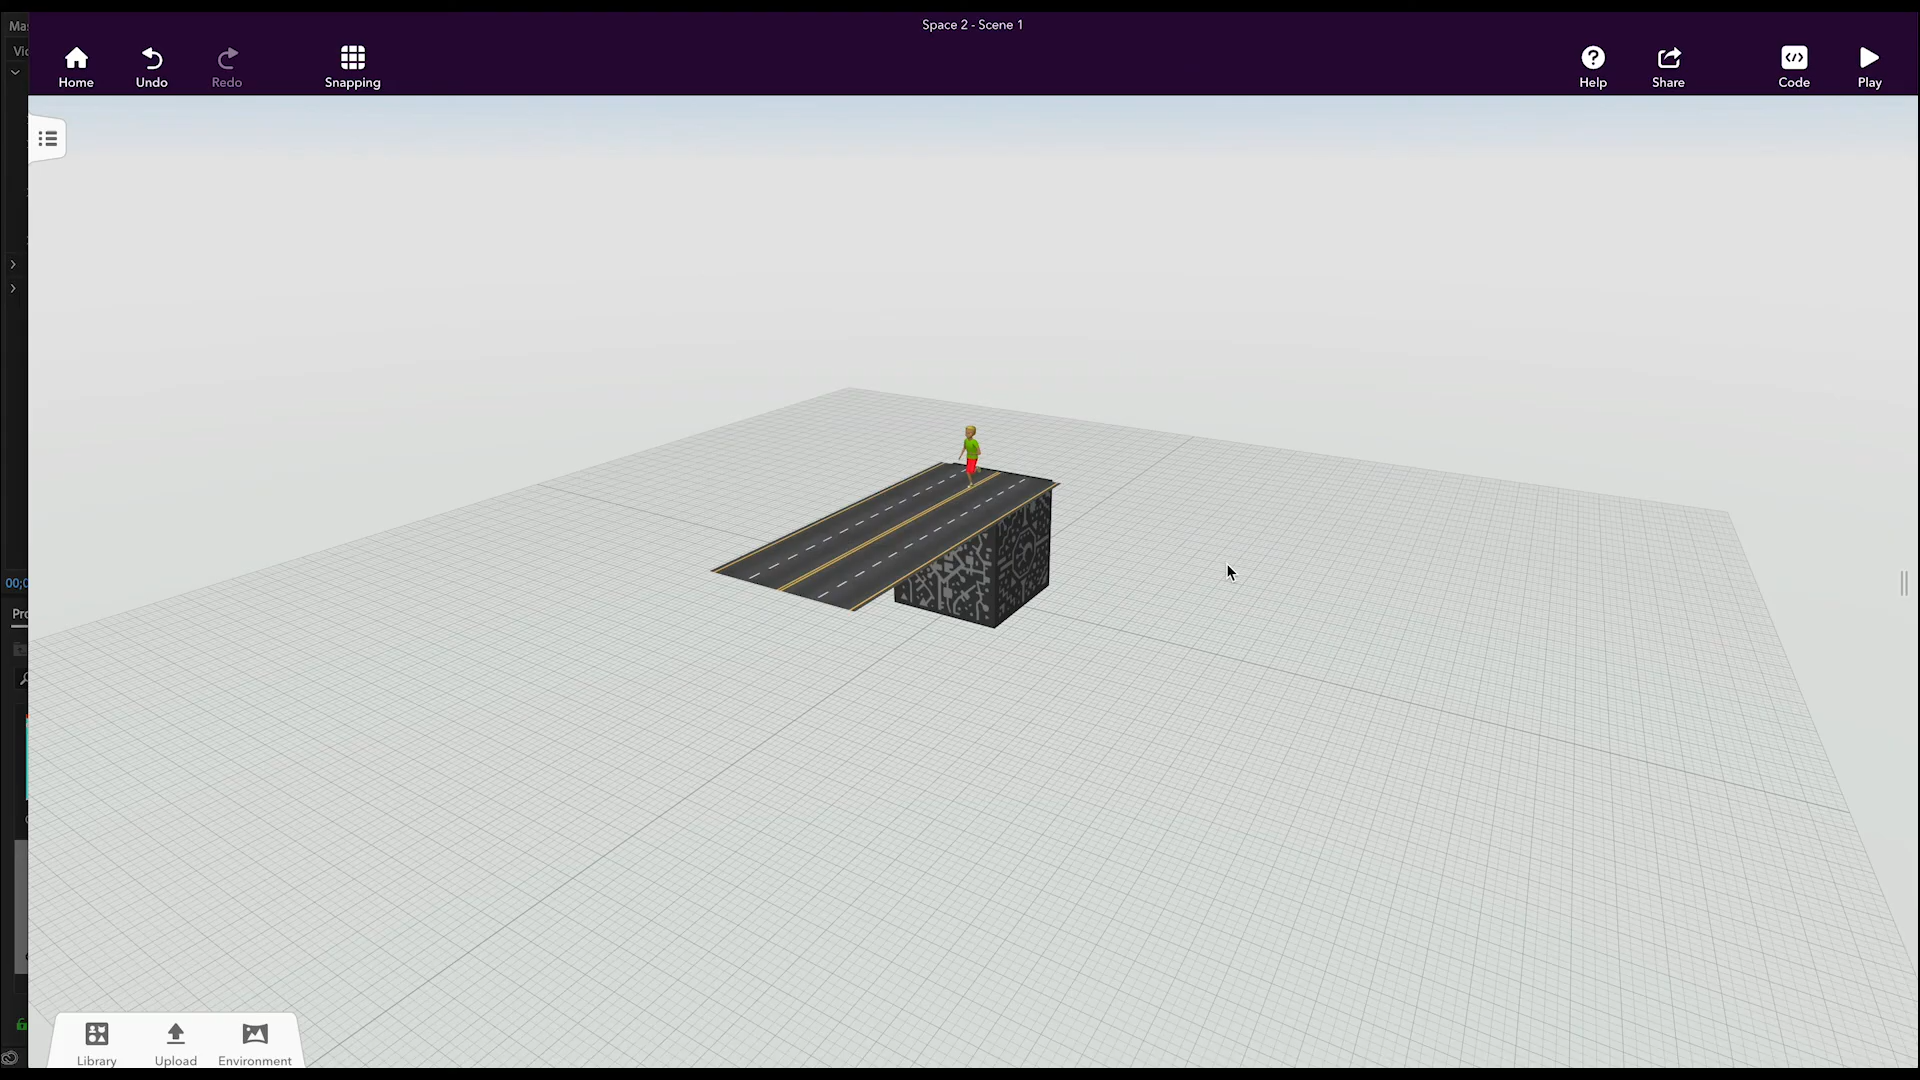 Space 2 - Scene 1
Home
Undo
Redo
Snapping
Help
Share
Code
Play
Library
Upload
Environment